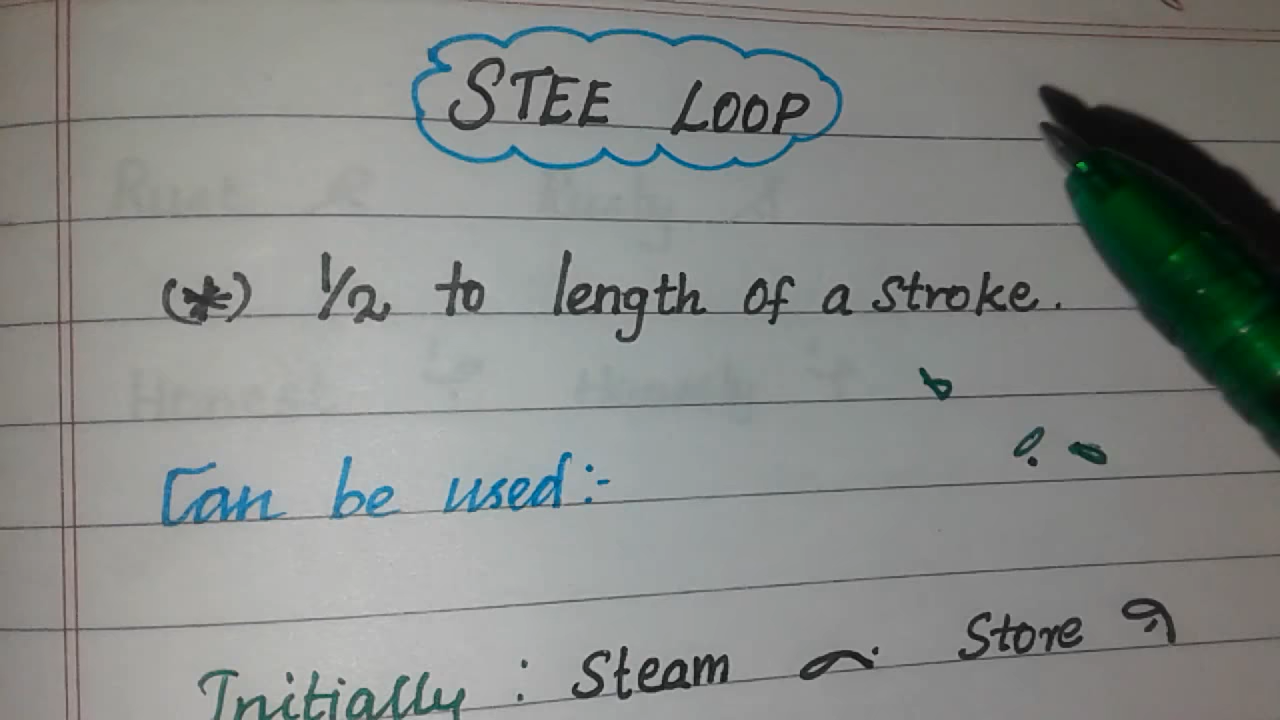 STEE LOOP
(*) 1/2 to length of a stroke.
Can be used:-
Initially : Steam Store